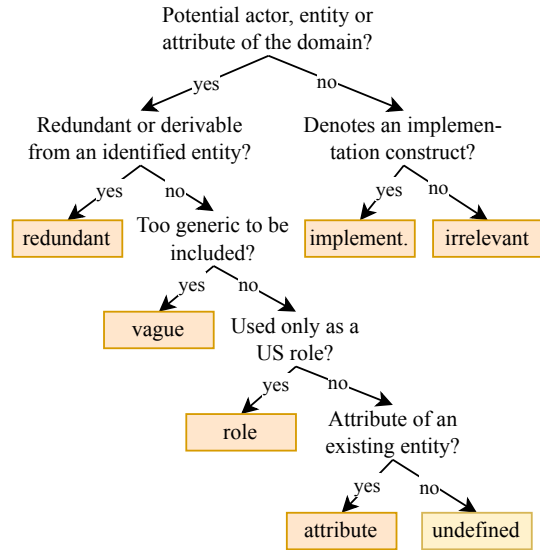 Potential actor, entity or
attribute of the domain?
yes
no
Redundant or derivable
from an identified entity?
Denotes an implemen-
tation construct?
yes
no
yes
no
redundant
implement.
irrelevant
Too generic to be
included?
yes
no
vague
Used only as a
US role?
yes
no
role
Attribute of an
existing entity?
yes
no
attribute
undefined